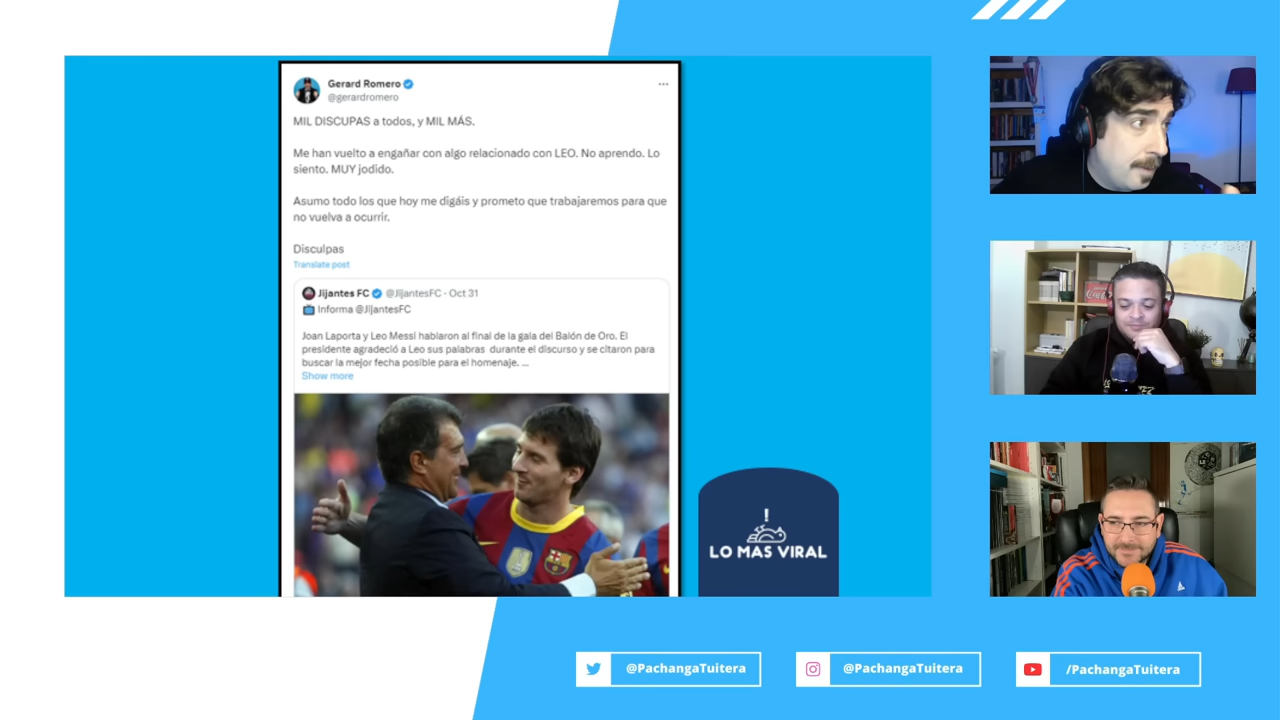 Gerard Romero
@gerardromero
MIL DISCUPAS a todos, y MIL MÁS.
Me han vuelto a engañar con algo relacionado con LEO. No aprendo. Lo
siento. MUY jodido.
Asumo todo los que hoy me digáis y prometo que trabajaremos para que
no vuelva a ocurrir.
Disculpas
Translate post
Jijantes FC @JijantesFC · Oct 31
Informa @JijantesFC
Joan Laporta y Leo Messi hablaron al final de la gala del Balón de Oro. El
presidente agradeció a Leo sus palabras durante el discurso y se citaron para
buscar la mejor fecha posible para el homenaje. ...
Show more
LO MAS VIRAL
@PachangaTuitera
@PachangaTuitera
/PachangaTuitera